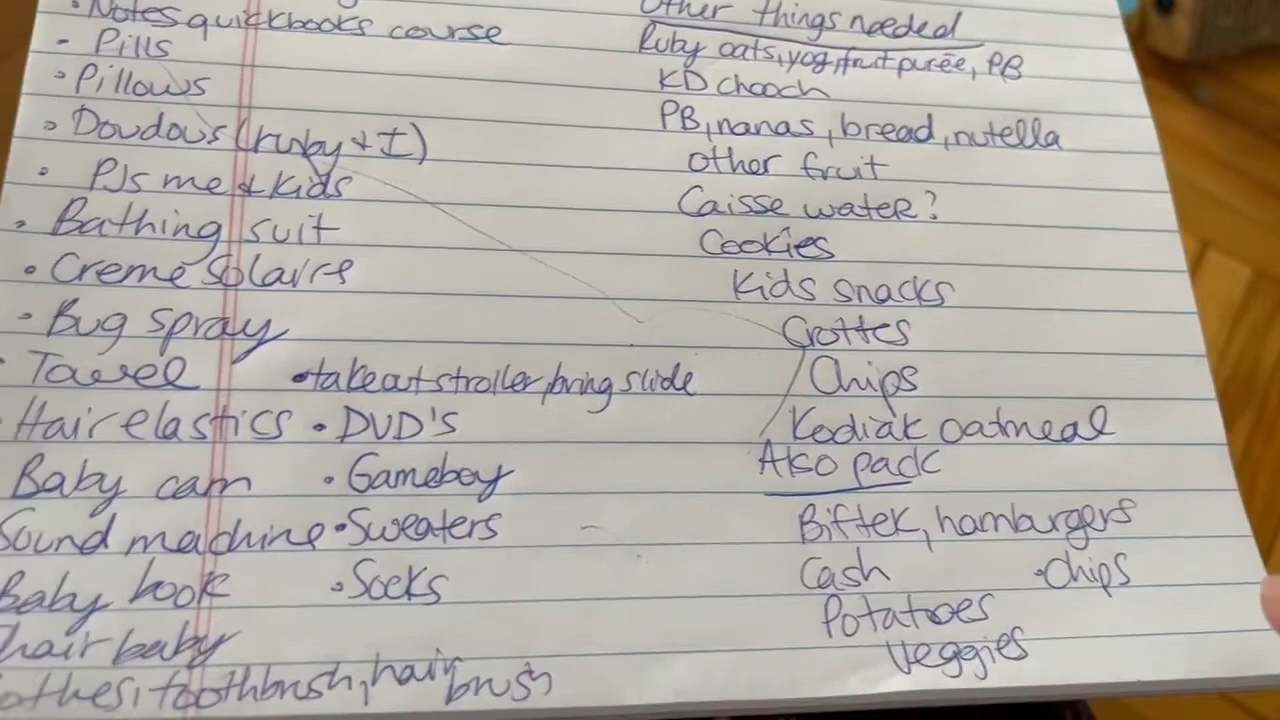 • Notes quickbooks course
- Pills
• Pillows
• Doudous (ruby + I)
• PJs me + kids
• Bathing suit
• Creme solaire
• Bug spray
• Towel
• Hair elastics
Baby cam
Sound machine
Baby book
hair baby
toothbrush, hair brush
• take out stroller, bring slide
• DVD's
• Gameboy
• Sweaters
• Socks
Other things needed
Ruby oats, yog, fruit purée, PB
KD chooch
PB, nanas, bread, nutella
other fruit
Caisse water?
Cookies
Kids snacks
Crottes
Chips
Kodiak oatmeal
Also pack
Biftek, hamburgers
Cash
• Chips
Potatoes
Veggies